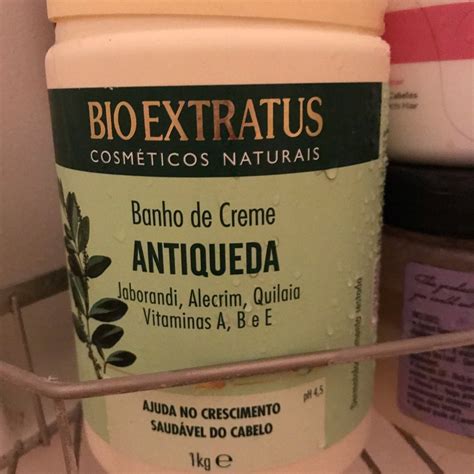 BIO EXTRATUS
COSMÉTICOS NATURAIS
Banho de Creme
ANTIQUEDA
Jaborandi, Alecrim, Quilaia
Vitaminas A, B e E
pH 4,5
AJUDA NO CRESCIMENTO
SAUDÁVEL DO CABELO
1kg e
Cabelos